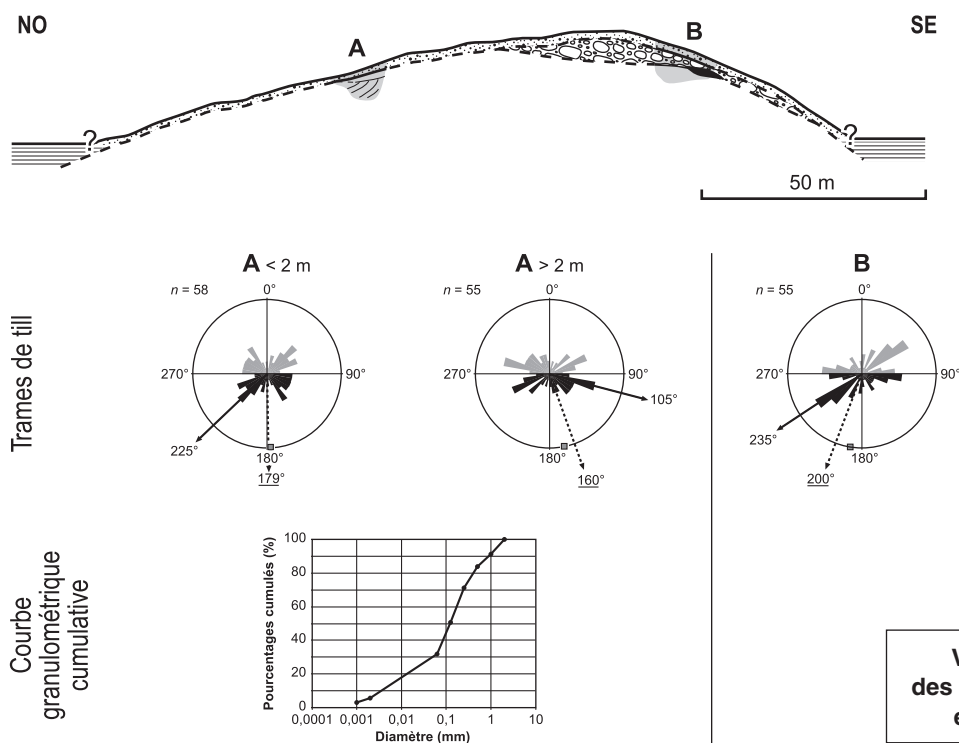 NO
SE
A
B
?
?
50 m
Trames de till
A < 2 m
n = 58
0°
270°
90°
180°
225°
179°
A > 2 m
n = 55
0°
270°
90°
180°
105°
160°
B
n = 55
0°
270°
90°
180°
235°
200°
Courbe
granulométrique
cumulative
Pourcentages cumulés (%)
100
80
60
40
20
0
0,0001 0,001 0,01 0,1 1 10
Diamètre (mm)
V
des
e